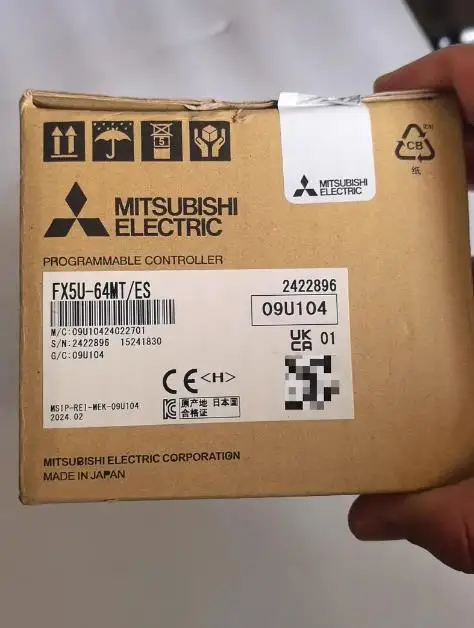 5
MITSUBISHI
ELECTRIC
CB
纸
MITSUBISHI
ELECTRIC
PROGRAMMABLE CONTROLLER
FX5U-64MT/ES
2422896
09U104
M/C:09U10424022701
S/N:2422896 15241830
G/C:09U104
UK
CA
01
CE <H>
MSIP-REI-MEK-09U104
2024.02
原产地 日本国
合格证
MITSUBISHI ELECTRIC CORPORATION
MADE IN JAPAN